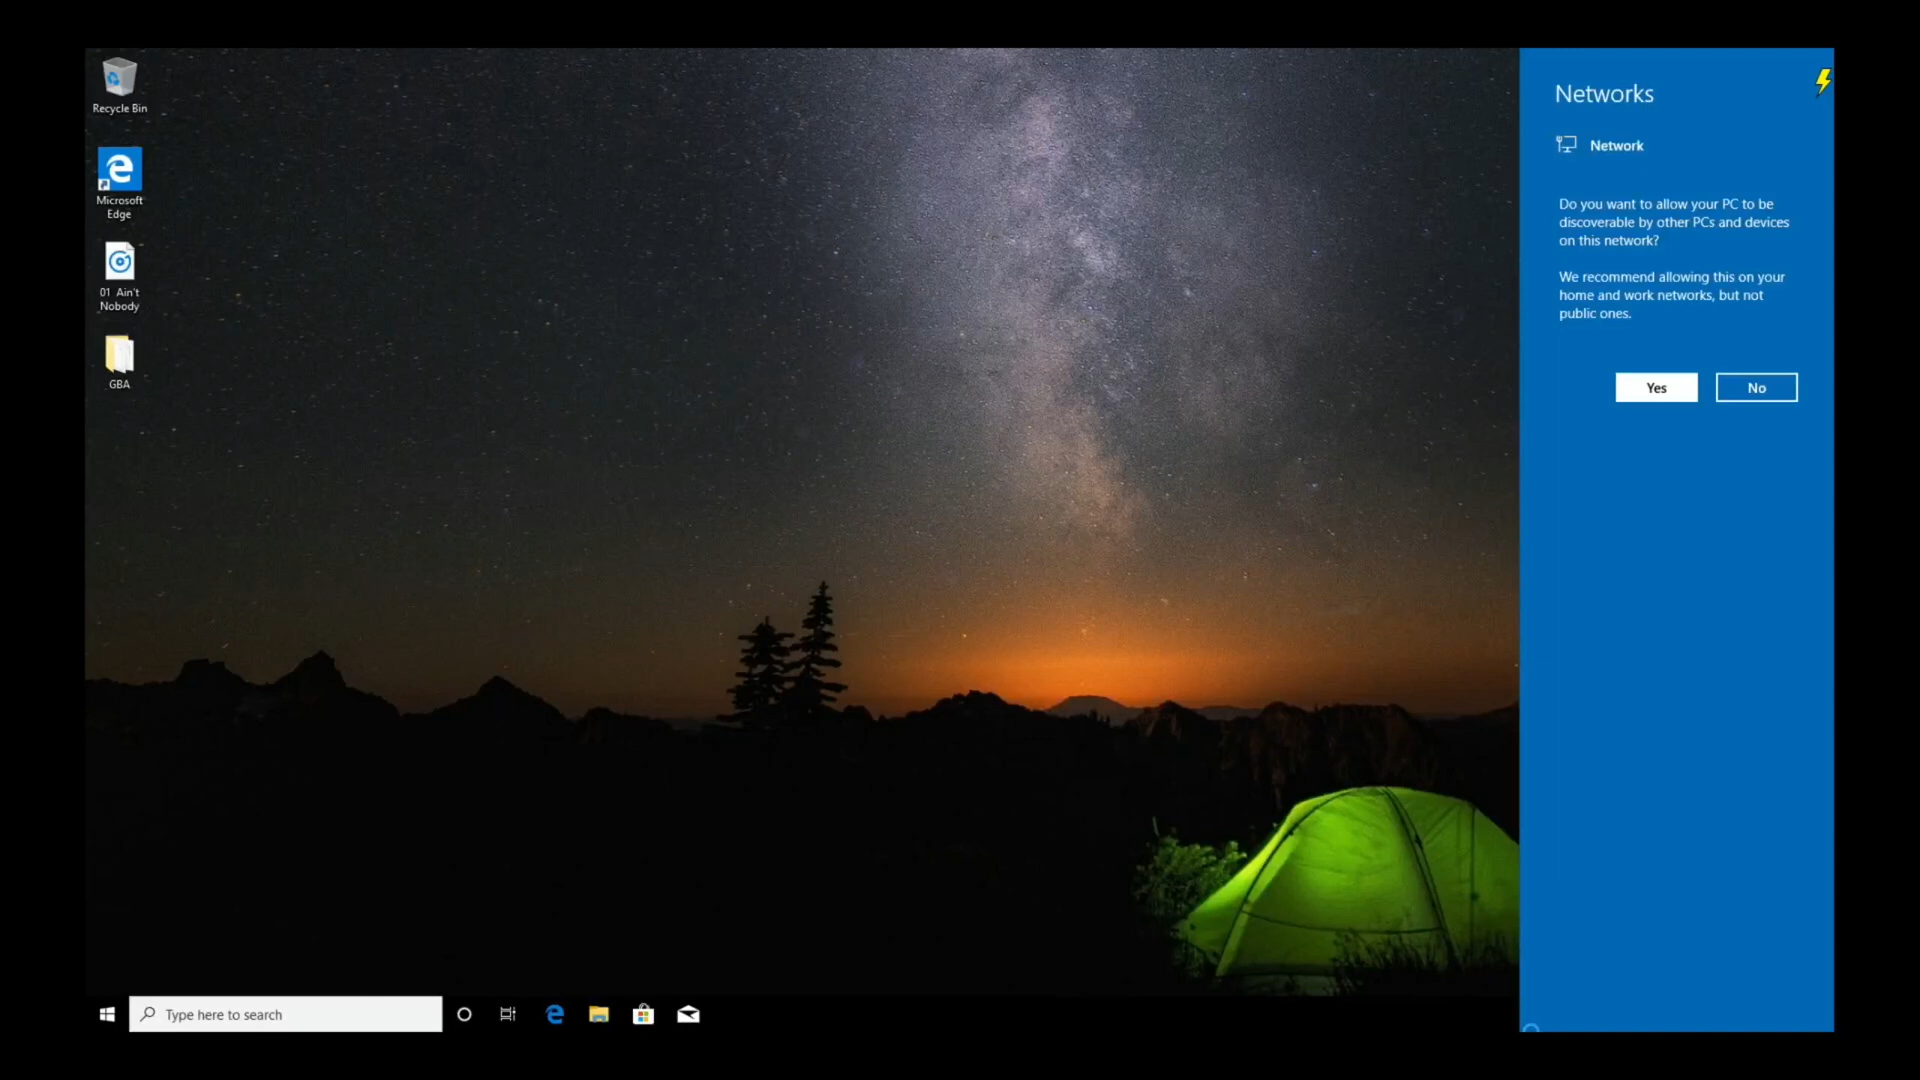 Recycle Bin
Microsoft
Edge
01 Ain't
Nobody
GBA
Type here to search
Networks
Network
Do you want to allow your PC to be
discoverable by other PCs and devices
on this network?
We recommend allowing this on your
home and work networks, but not
public ones.
Yes
No